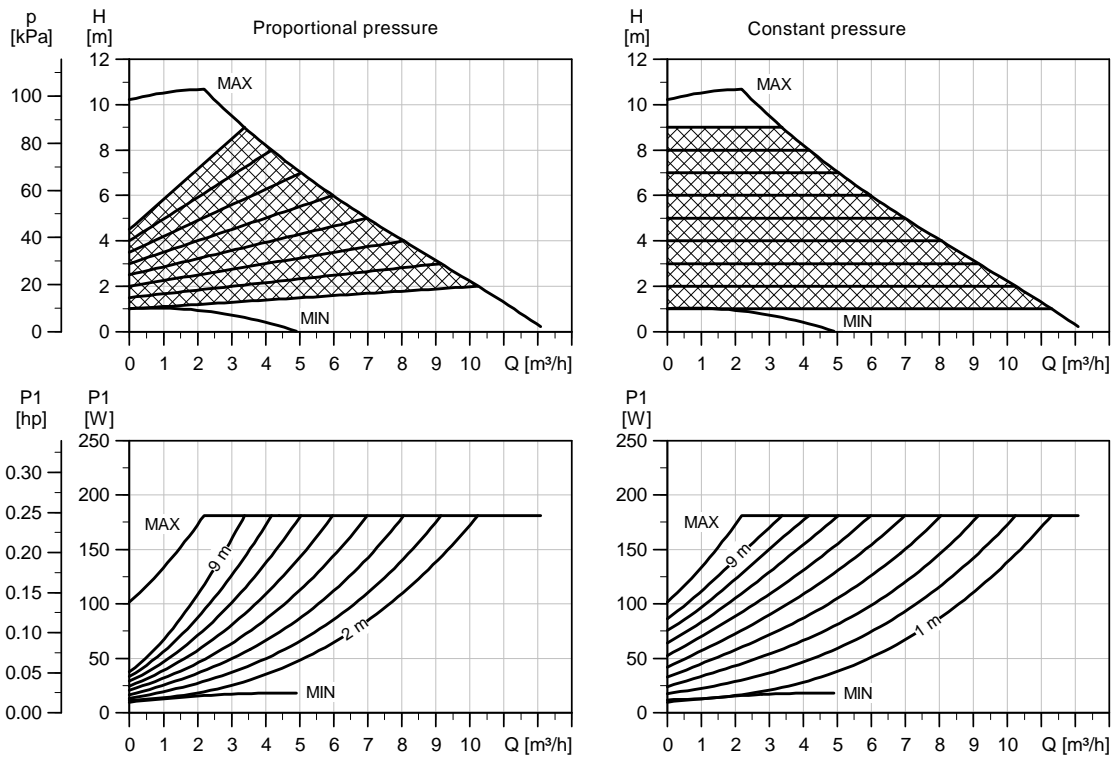 p
[kPa]
H
[m]
Proportional pressure
12
10
8
6
4
2
0
100
80
60
40
20
0
MAX
MIN
0 1 2 3 4 5 6 7 8 9 10 Q [m³/h]
H
[m]
Constant pressure
12
10
8
6
4
2
0
MAX
MIN
0 1 2 3 4 5 6 7 8 9 10 Q [m³/h]
P1
[hp]
P1
[W]
0.30
0.25
0.20
0.15
0.10
0.05
0.00
250
200
150
100
50
0
MAX
9 m
2 m
MIN
0 1 2 3 4 5 6 7 8 9 10 Q [m³/h]
P1
[W]
250
200
150
100
50
0
MAX
9 m
1 m
MIN
0 1 2 3 4 5 6 7 8 9 10 Q [m³/h]